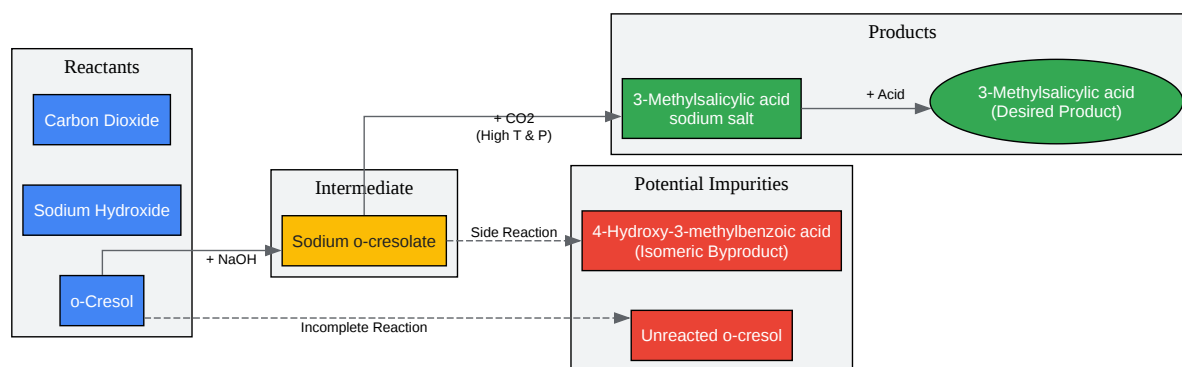 Products
Reactants
3-Methylsalicylic acid
sodium salt
+ Acid
3-Methylsalicylic acid
(Desired Product)
Carbon Dioxide
+ CO2
(High T & P)
Intermediate
Potential Impurities
Sodium Hydroxide
Sodium o-cresolate
Side Reaction
4-Hydroxy-3-methylbenzoic acid
(Isomeric Byproduct)
+ NaOH
o-Cresol
Incomplete Reaction
Unreacted o-cresol